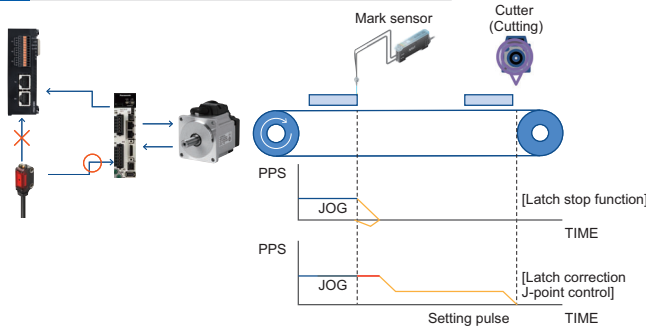 Mark sensor
Cutter
(Cutting)
PPS
JOG
[Latch stop function]
TIME
PPS
JOG
[Latch correction
J-point control]
Setting pulse
TIME